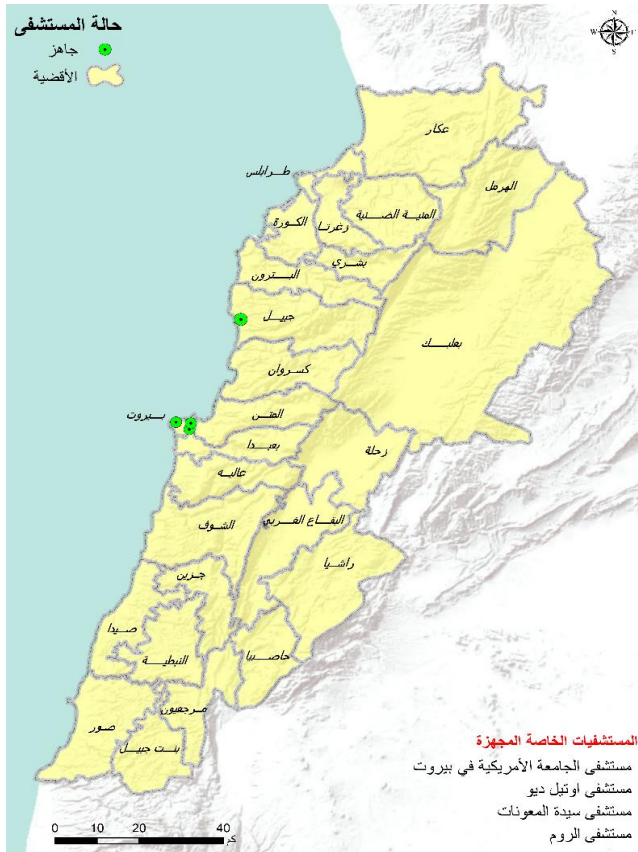 حالة المستشفى
جاهز
الأقضية
N
W
E
S
عكار
طرابلس
الهرمل
المنية الضنية
زغرتا
الكورة
بشري
البترون
جبيل
بعلبك
كسروان
المتن
بيروت
بعبدا
زحلة
عاليه
البقاع الغربي
الشوف
راشيا
جزين
صيدا
حاصبيا
النبطية
مرجعيون
صور
بنت جبيل
المستشفيات الخاصة المجهزة
مستشفى الجامعة الأمريكية في بيروت
مستشفى اوتيل ديو
مستشفى سيدة المعونات
مستشفى الروم
0 10 20 40
كم